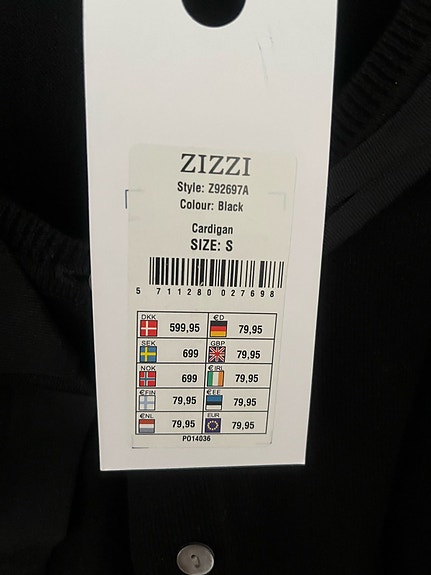 ZIZZI
Style: Z92697A
Colour: Black
Cardigan
SIZE: S
5 711280 027698
DKK 599,95 €D 79,95
SEK 699 GBP 79,95
NOK 699 €IRL 79,95
€FIN 79,95 €EE 79,95
€NL 79,95 EUR 79,95
PO14036